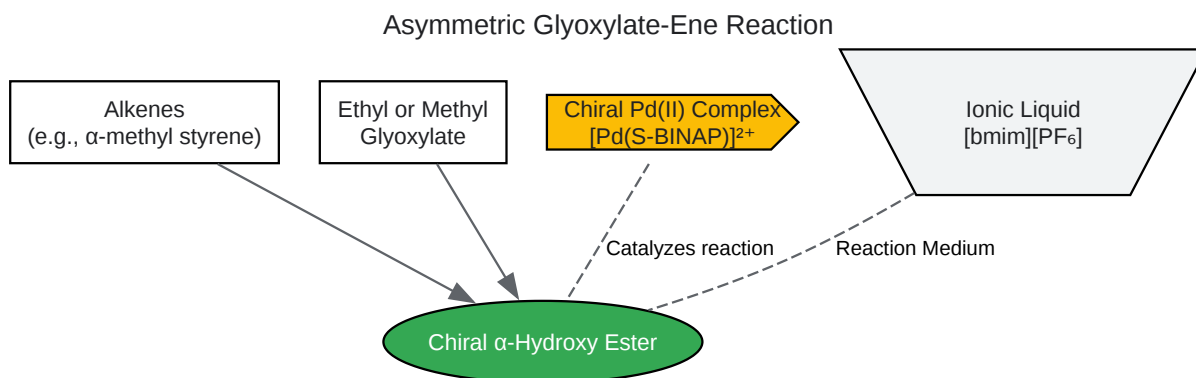 Asymmetric Glyoxylate-Ene Reaction
Alkenes
(e.g., α-methyl styrene)
Ethyl or Methyl
Glyoxylate
Chiral Pd(II) Complex
[Pd(S-BINAP)]²⁺
Ionic Liquid
[bmim][PF₆]
Catalyzes reaction
Reaction Medium
Chiral α-Hydroxy Ester